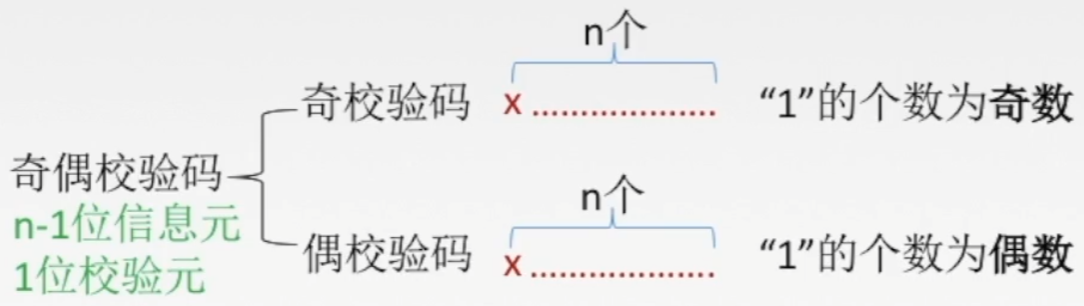 n个
奇校验码 x ................... “1”的个数为奇数
奇偶校验码
n-1位信息元
1位校验元
n个
偶校验码 x ................... “1”的个数为偶数